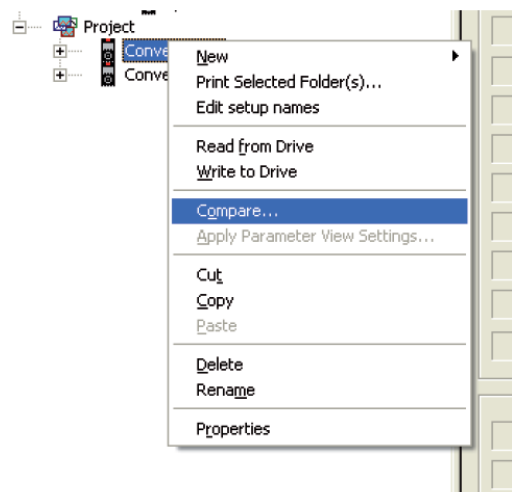 Project
Conve
Conve
New
Print Selected Folder(s)...
Edit setup names
Read from Drive
Write to Drive
Compare...
Apply Parameter View Settings...
Cut
Copy
Paste
Delete
Rename
Properties